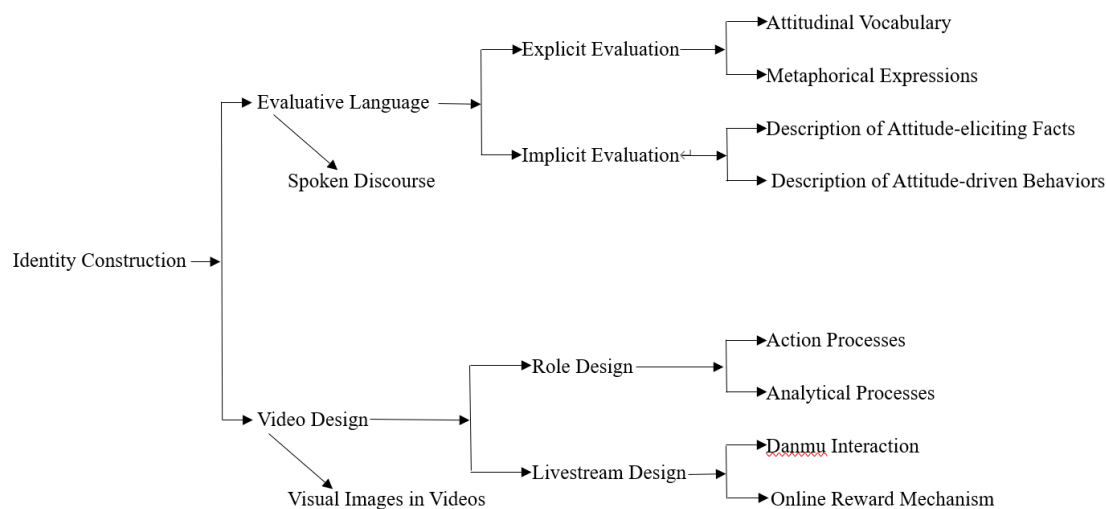 Attitudinal Vocabulary
Explicit Evaluation
Metaphorical Expressions
Evaluative Language
Description of Attitude-eliciting Facts
Implicit Evaluation
Spoken Discourse
Description of Attitude-driven Behaviors
Identity Construction
Action Processes
Role Design
Analytical Processes
Video Design
Danmu Interaction
Livestream Design
Visual Images in Videos
Online Reward Mechanism